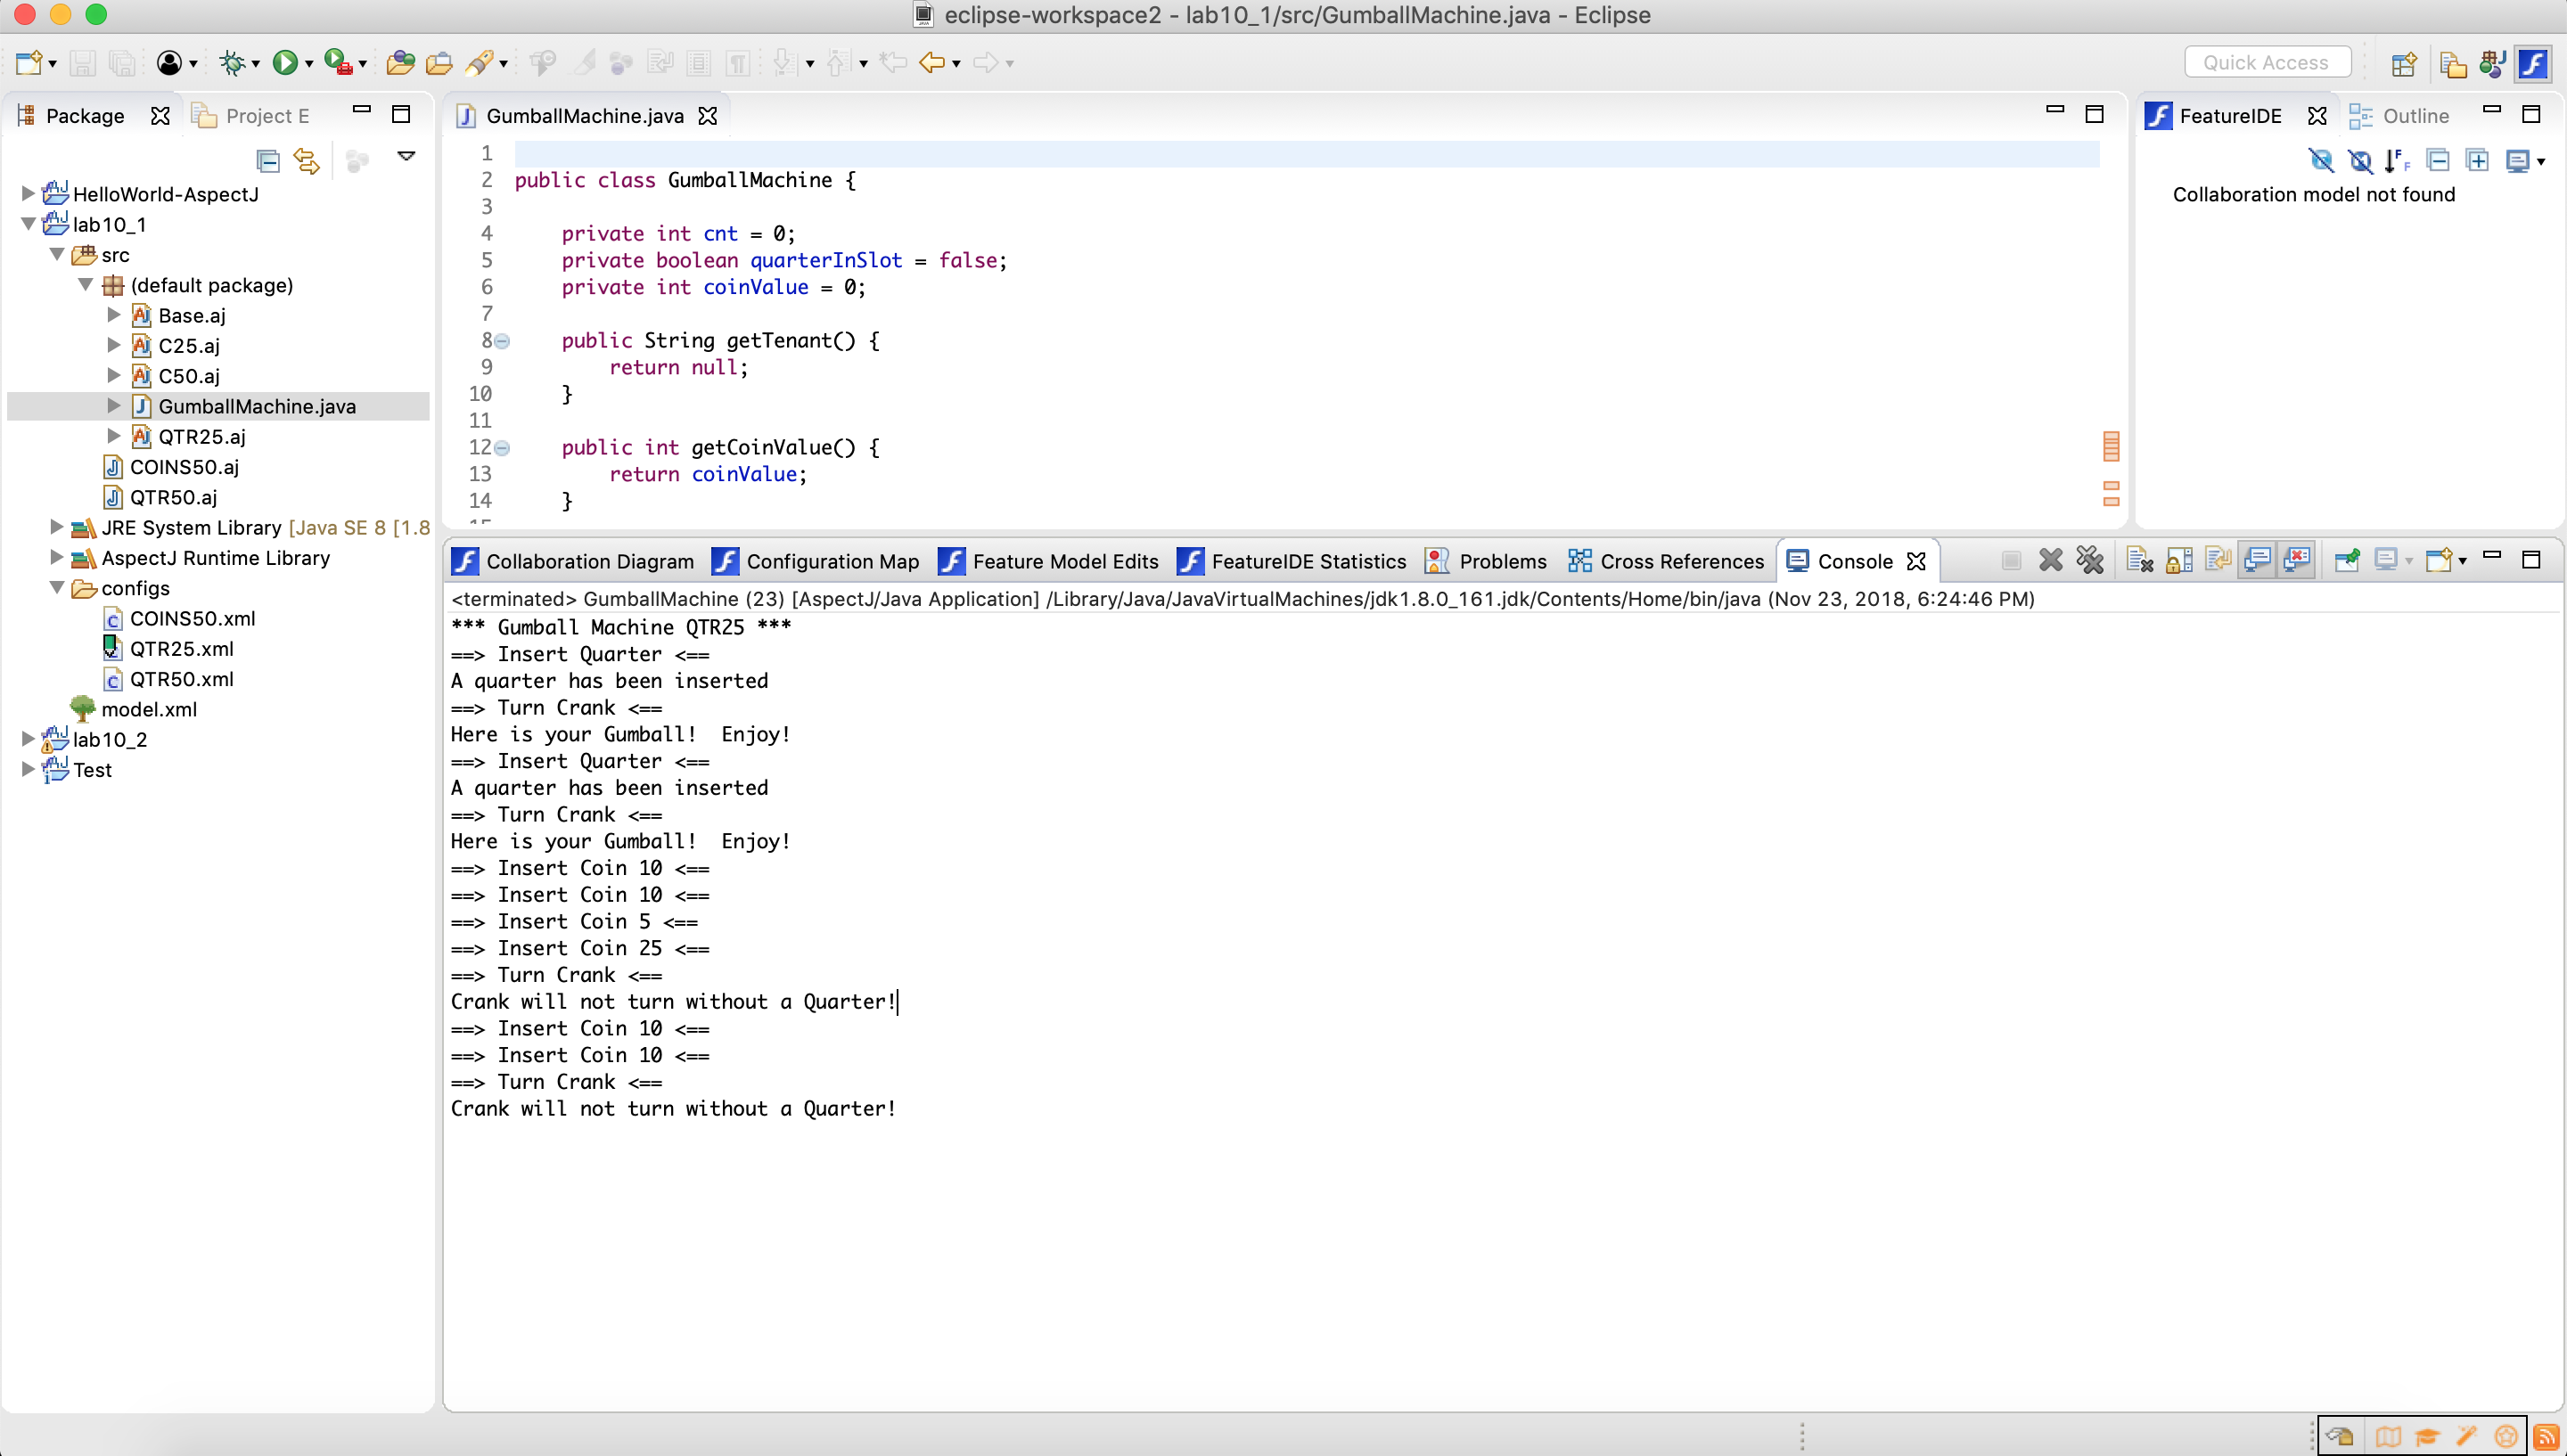 eclipse-workspace2 - lab10_1/src/GumballMachine.java - Eclipse
Quick Access
Package
Project E
HelloWorld-AspectJ
lab10_1
src
(default package)
Base.aj
C25.aj
C50.aj
GumballMachine.java
QTR25.aj
COINS50.aj
QTR50.aj
JRE System Library [Java SE 8 [1.8
AspectJ Runtime Library
configs
COINS50.xml
QTR25.xml
QTR50.xml
model.xml
lab10_2
Test
GumballMachine.java
1
2 public class GumballMachine {
3
4 private int cnt = 0;
5 private boolean quarterInSlot = false;
6 private int coinValue = 0;
7
8 public String getTenant() {
9 return null;
10 }
11
12 public int getCoinValue() {
13 return coinValue;
14 }
FeatureIDE
Outline
Collaboration model not found
Collaboration Diagram
Configuration Map
Feature Model Edits
FeatureIDE Statistics
Problems
Cross References
Console
<terminated> GumballMachine (23) [AspectJ/Java Application] /Library/Java/JavaVirtualMachines/jdk1.8.0_161.jdk/Contents/Home/bin/java (Nov 23, 2018, 6:24:46 PM)
*** Gumball Machine QTR25 ***
==> Insert Quarter <==
A quarter has been inserted
==> Turn Crank <==
Here is your Gumball!  Enjoy!
==> Insert Quarter <==
A quarter has been inserted
==> Turn Crank <==
Here is your Gumball!  Enjoy!
==> Insert Coin 10 <==
==> Insert Coin 10 <==
==> Insert Coin 5 <==
==> Insert Coin 25 <==
==> Turn Crank <==
Crank will not turn without a Quarter!
==> Insert Coin 10 <==
==> Insert Coin 10 <==
==> Turn Crank <==
Crank will not turn without a Quarter!